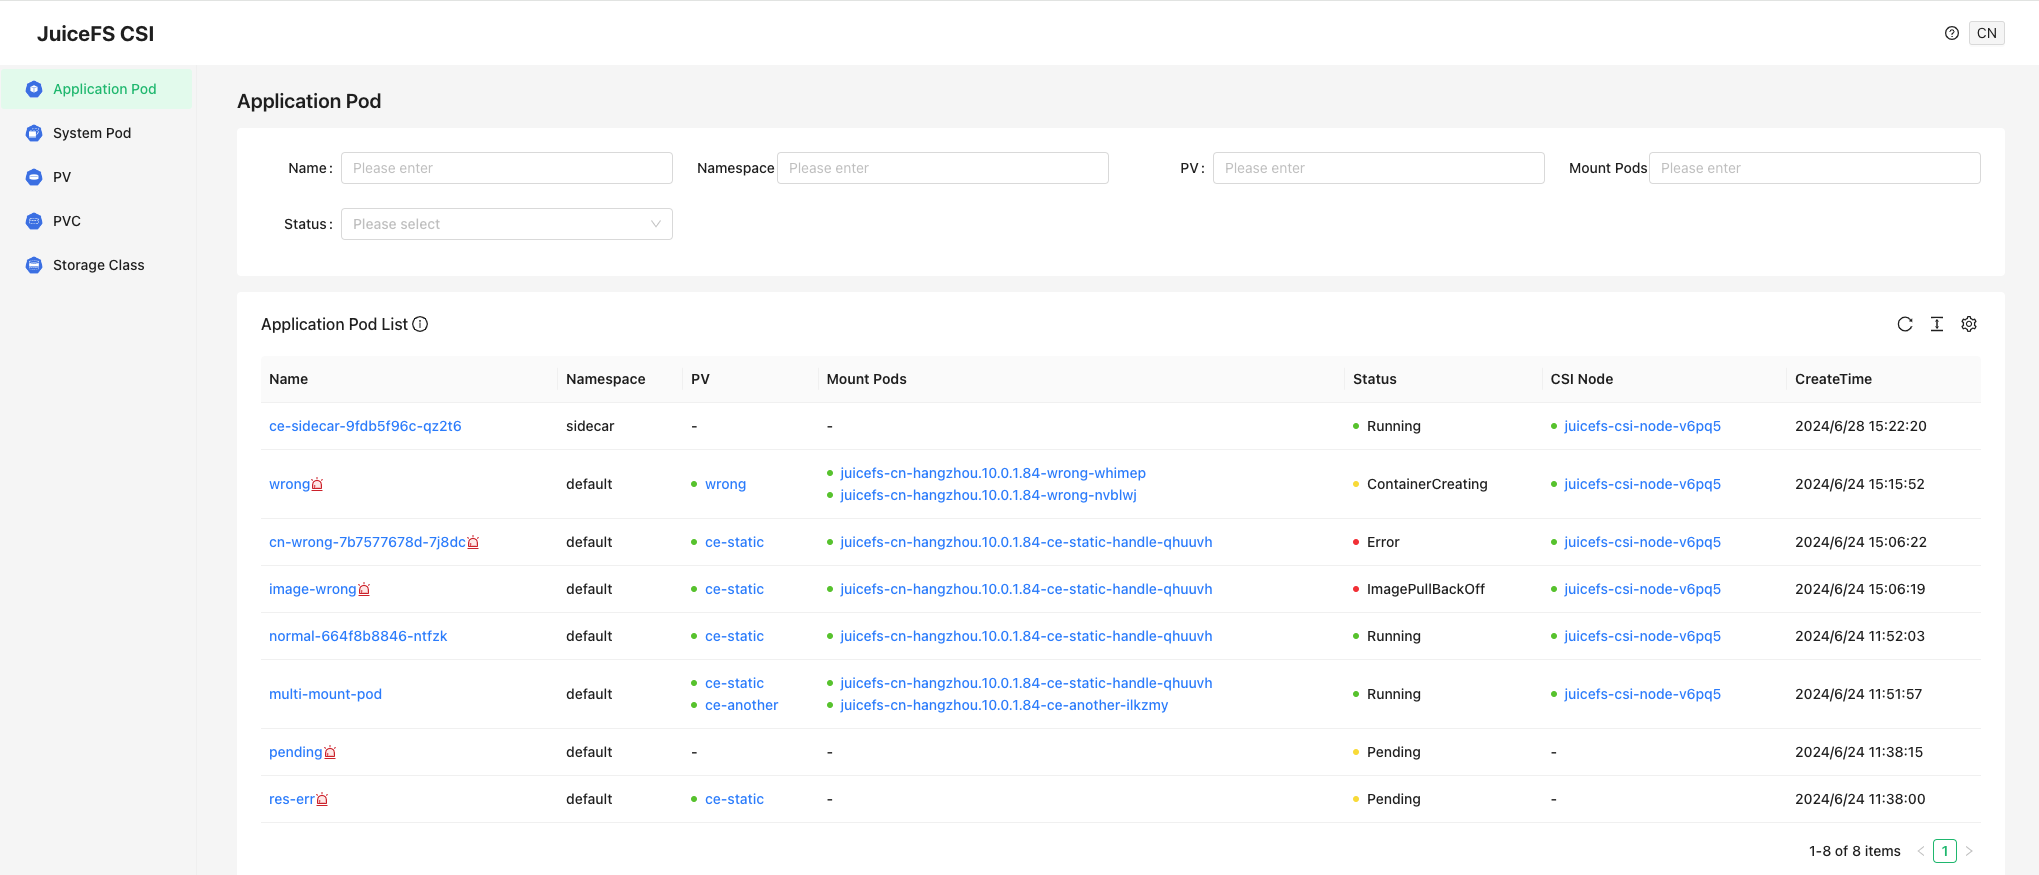 JuiceFS CSI
CN
Application Pod
System Pod
PV
PVC
Storage Class
Application Pod
Name : Please enter
Namespace Please enter
PV : Please enter
Mount Pods Please enter
Status : Please select
Application Pod List
Name Namespace PV Mount Pods Status CSI Node CreateTime
ce-sidecar-9fdb5f96c-qz2t6 sidecar - - Running juicefs-csi-node-v6pq5 2024/6/28 15:22:20
wrong default wrong juicefs-cn-hangzhou.10.0.1.84-wrong-whimep
juicefs-cn-hangzhou.10.0.1.84-wrong-nvblwj ContainerCreating juicefs-csi-node-v6pq5 2024/6/24 15:15:52
cn-wrong-7b7577678d-7j8dc default ce-static juicefs-cn-hangzhou.10.0.1.84-ce-static-handle-qhuuvh Error juicefs-csi-node-v6pq5 2024/6/24 15:06:22
image-wrong default ce-static juicefs-cn-hangzhou.10.0.1.84-ce-static-handle-qhuuvh ImagePullBackOff juicefs-csi-node-v6pq5 2024/6/24 15:06:19
normal-664f8b8846-ntfzk default ce-static juicefs-cn-hangzhou.10.0.1.84-ce-static-handle-qhuuvh Running juicefs-csi-node-v6pq5 2024/6/24 11:52:03
multi-mount-pod default ce-static juicefs-cn-hangzhou.10.0.1.84-ce-static-handle-qhuuvh
ce-another juicefs-cn-hangzhou.10.0.1.84-ce-another-ilkzmy Running juicefs-csi-node-v6pq5 2024/6/24 11:51:57
pending default - - Pending - 2024/6/24 11:38:15
res-err default ce-static - Pending - 2024/6/24 11:38:00
1-8 of 8 items < 1 >